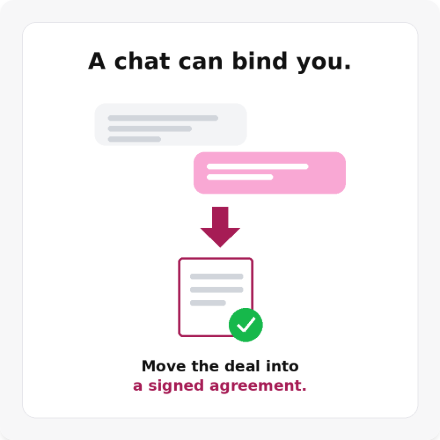 A chat can bind you.
Move the deal into
a signed agreement.